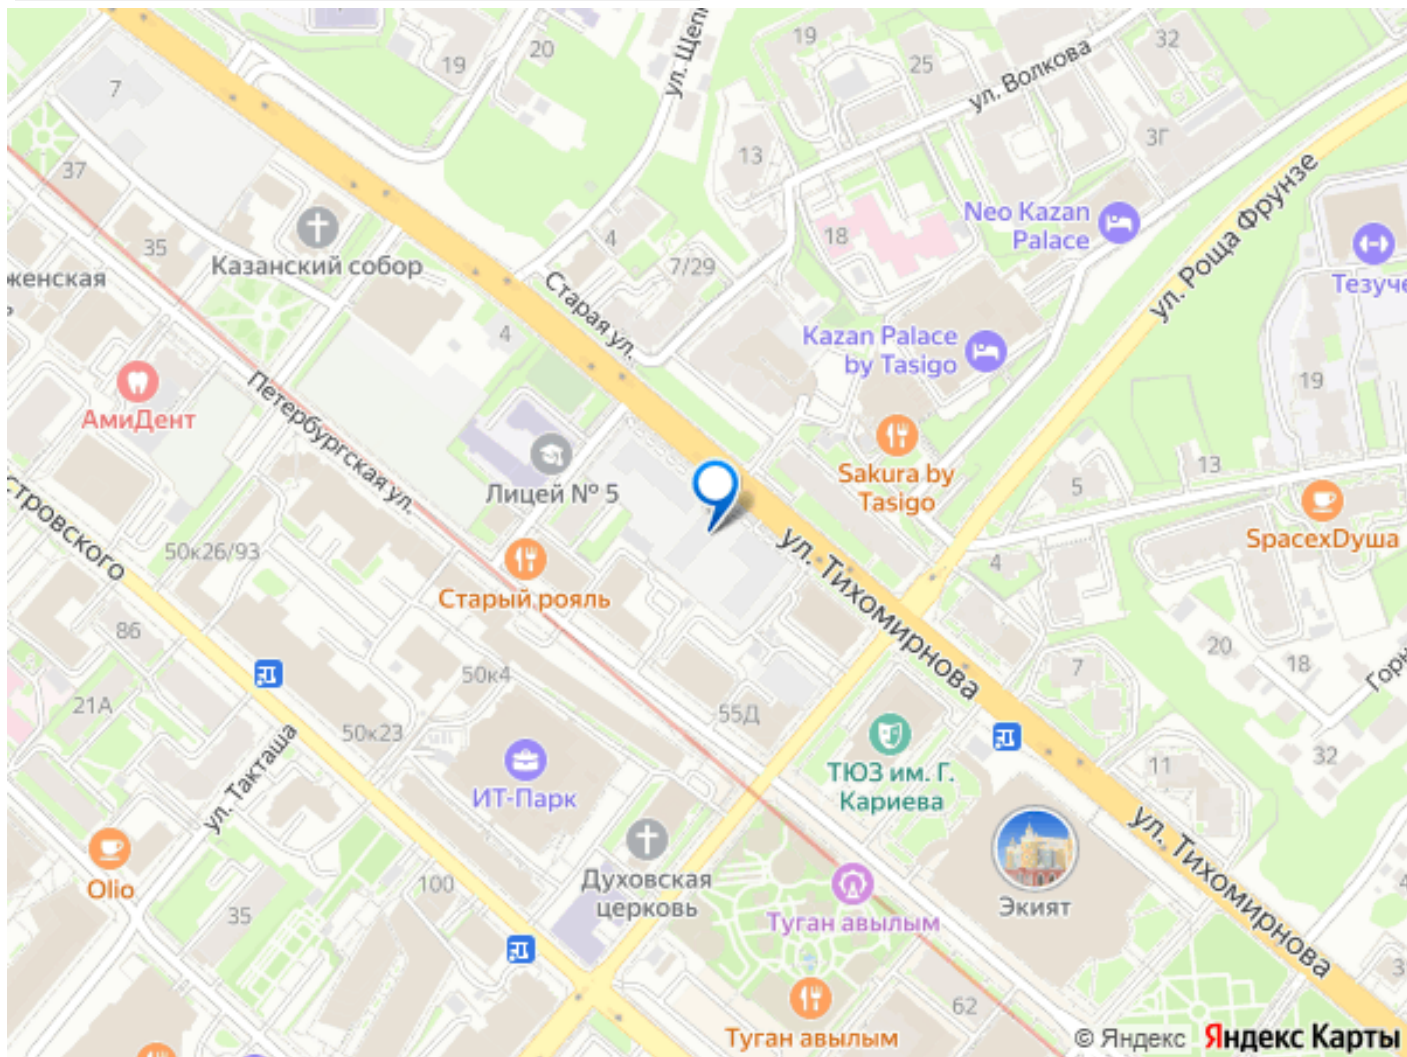 19
20
ул. Щеп
19
25
32
ул. Волкова
7
37
13
3Г
35
Казанский собор
4
7/29
18
Neo Kazan
Palace
ул. Роща Фрунзе
женская
Тезуче
Старая ул.
4
Kazan Palace
by Tasigo
АмиДент
Петербургская ул.
19
Лицей № 5
Sakura by
Tasigo
5
13
SpacexДуша
стровского
50к26/93
Старый рояль
ул. Тихомирнова
4
86
20
18
7
Горн
21А
50к4
55Д
50к23
ул. Такташа
ИТ-Парк
ТЮЗ им. Г.
Кариева
11
32
ул. Тихомирнова
Olio
100
Духовская
церковь
Туган авылым
Экият
4
35
62
3
Туган авылым
© Яндекс Яндекс Карты